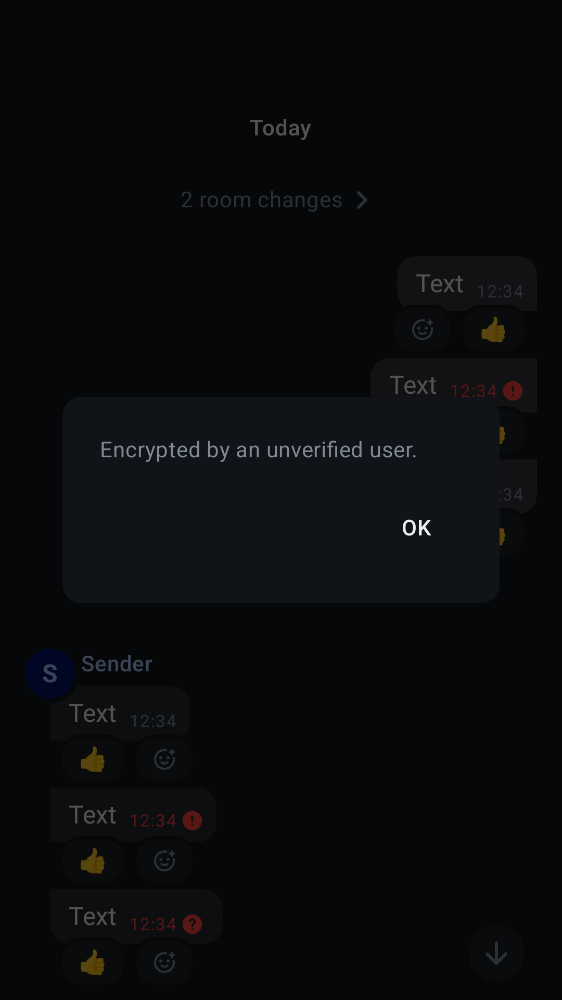 Today
2 room changes
Text 12:34
Text 12:34 !
Encrypted by an unverified user.
:34
OK
S Sender
Text 12:34
Text 12:34 !
Text 12:34 ?